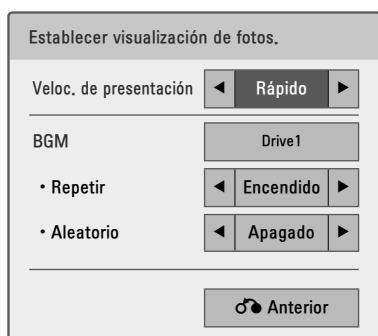 Establecer visualización de fotos.
Veloc. de presentación ◄ Rápido ►
BGM Drive1
• Repetir ◄ Encendido ►
• Aleatorio ◄ Apagado ►
Anterior